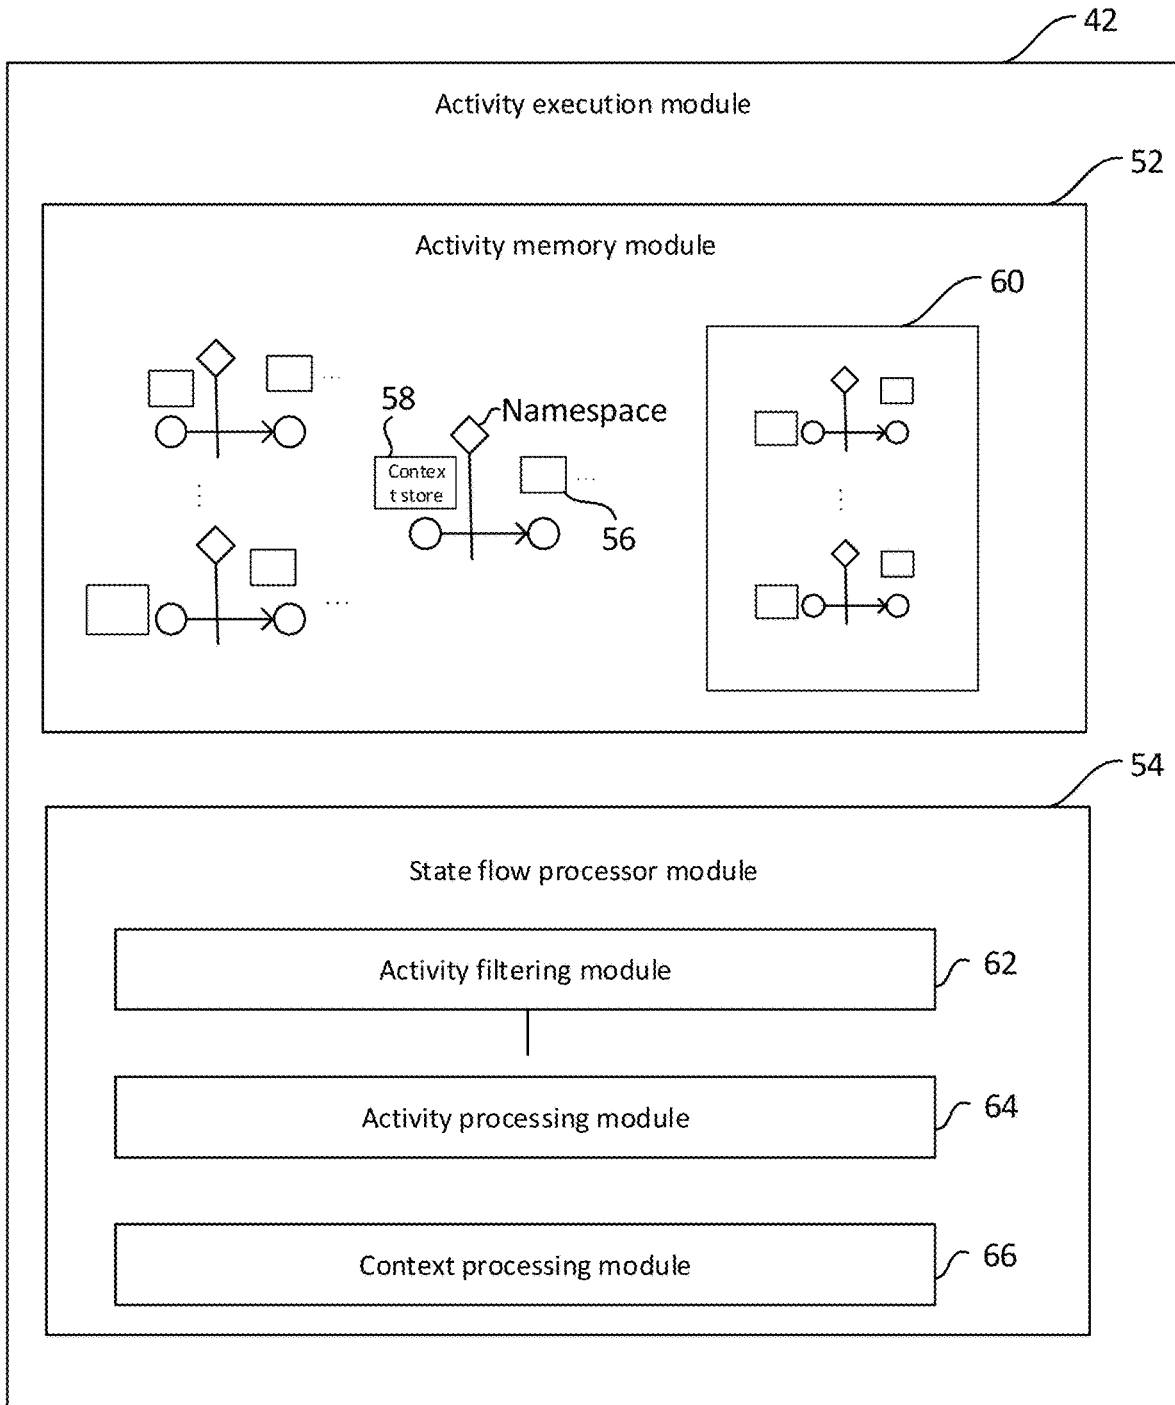 42
Activity execution module
52
Activity memory module
60
58
Namespace
Contex
t store
...
...
...
56
...
...
54
State flow processor module
Activity filtering module
62
Activity processing module
64
Context processing module
66